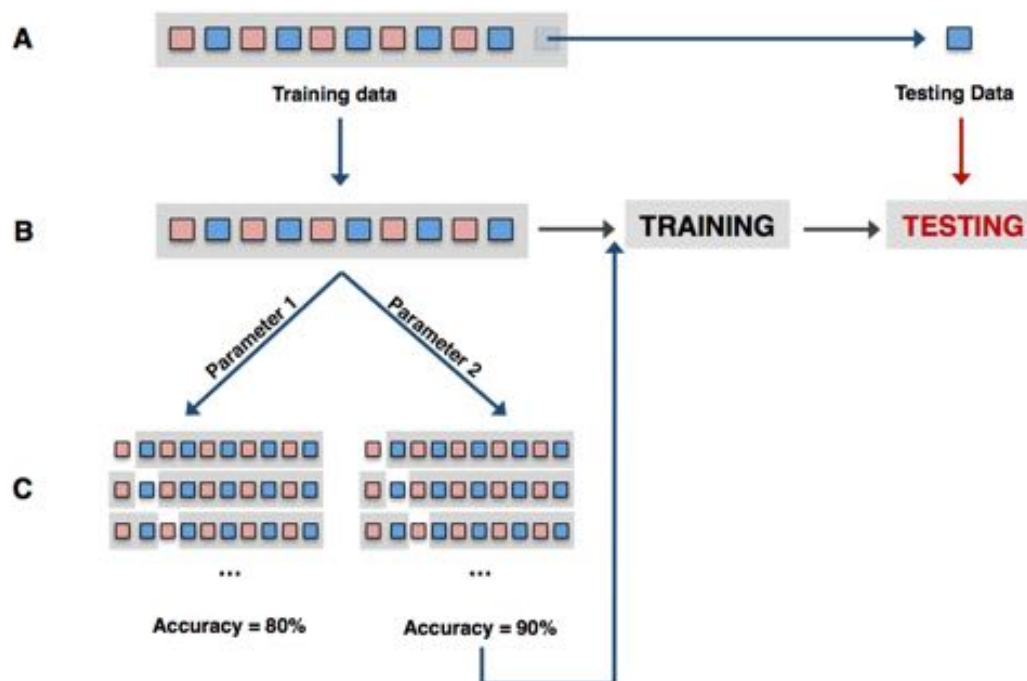 A
Training data
Testing Data
B
TRAINING
TESTING
Parameter 1
Parameter 2
C
...
...
Accuracy = 80%
Accuracy = 90%